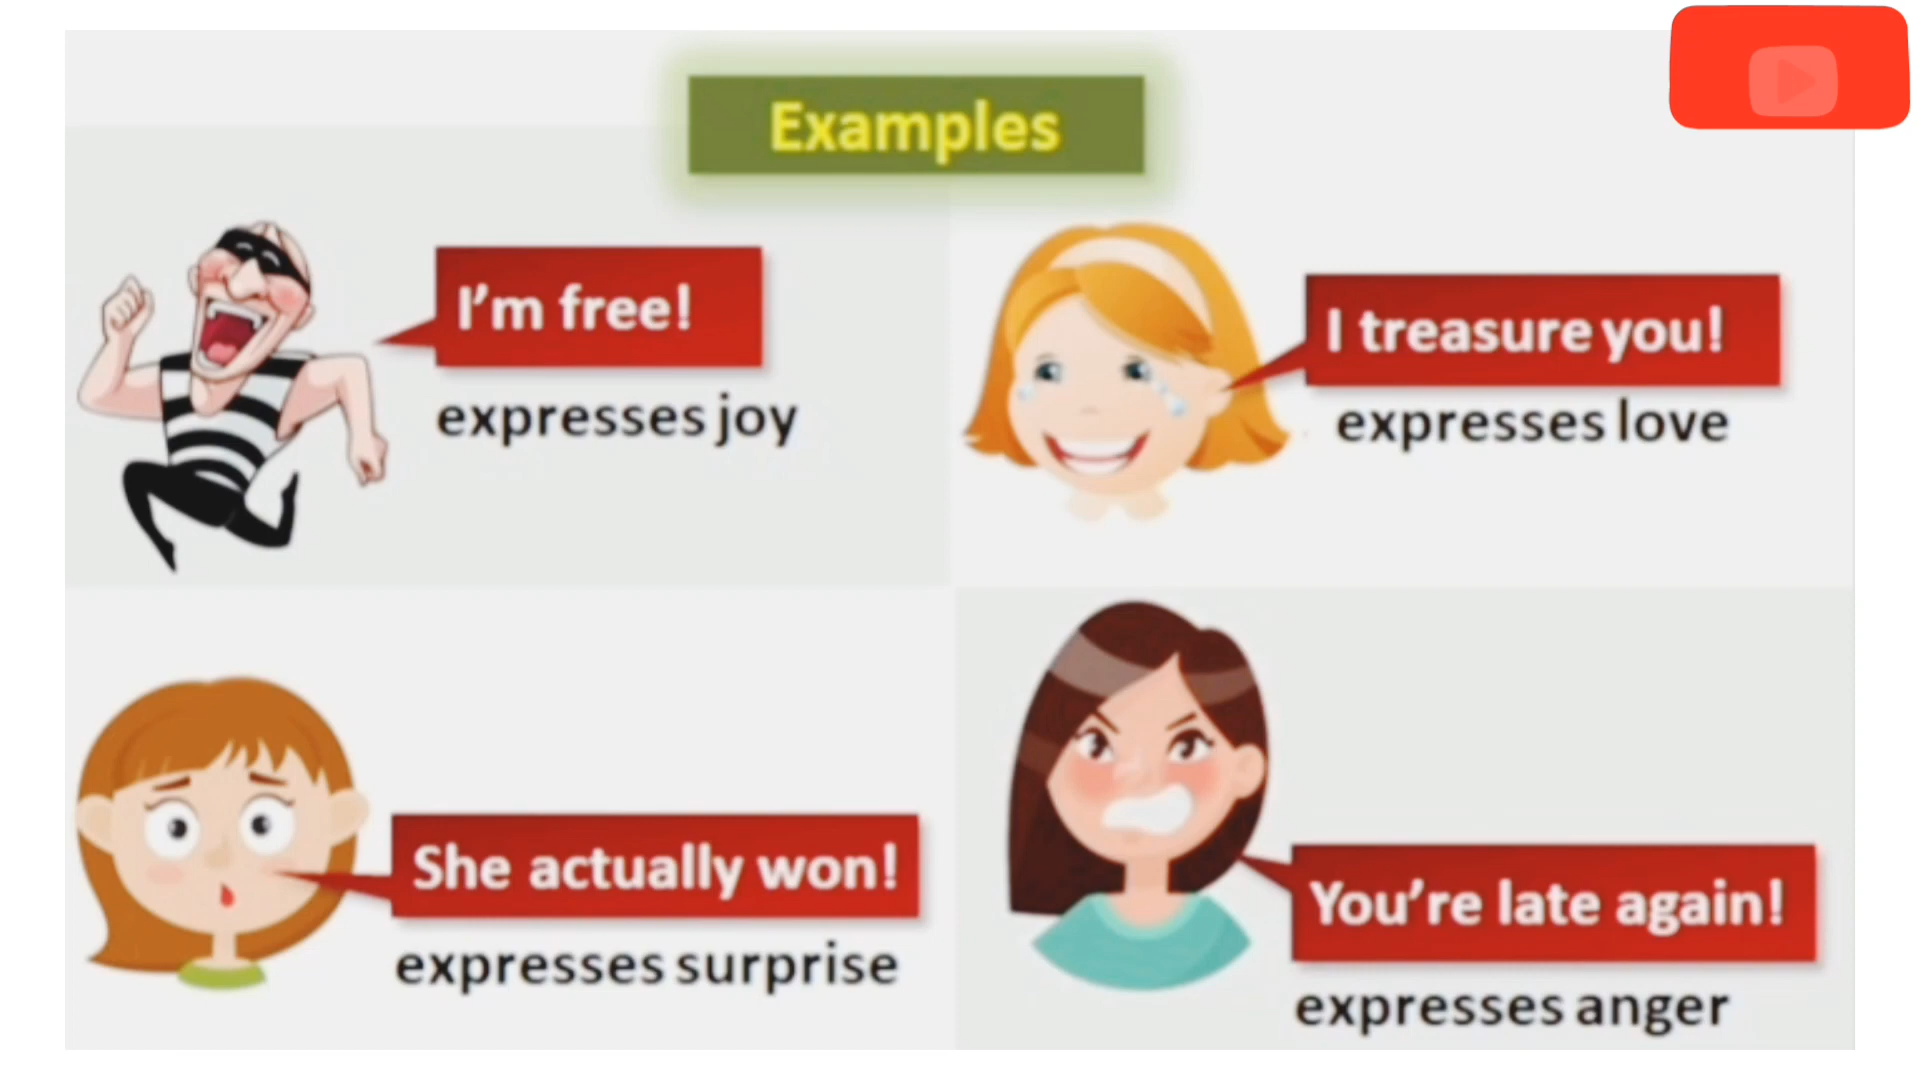 Examples
I'm free!
expresses joy
I treasure you!
expresses love
She actually won!
expresses surprise
You're late again!
expresses anger